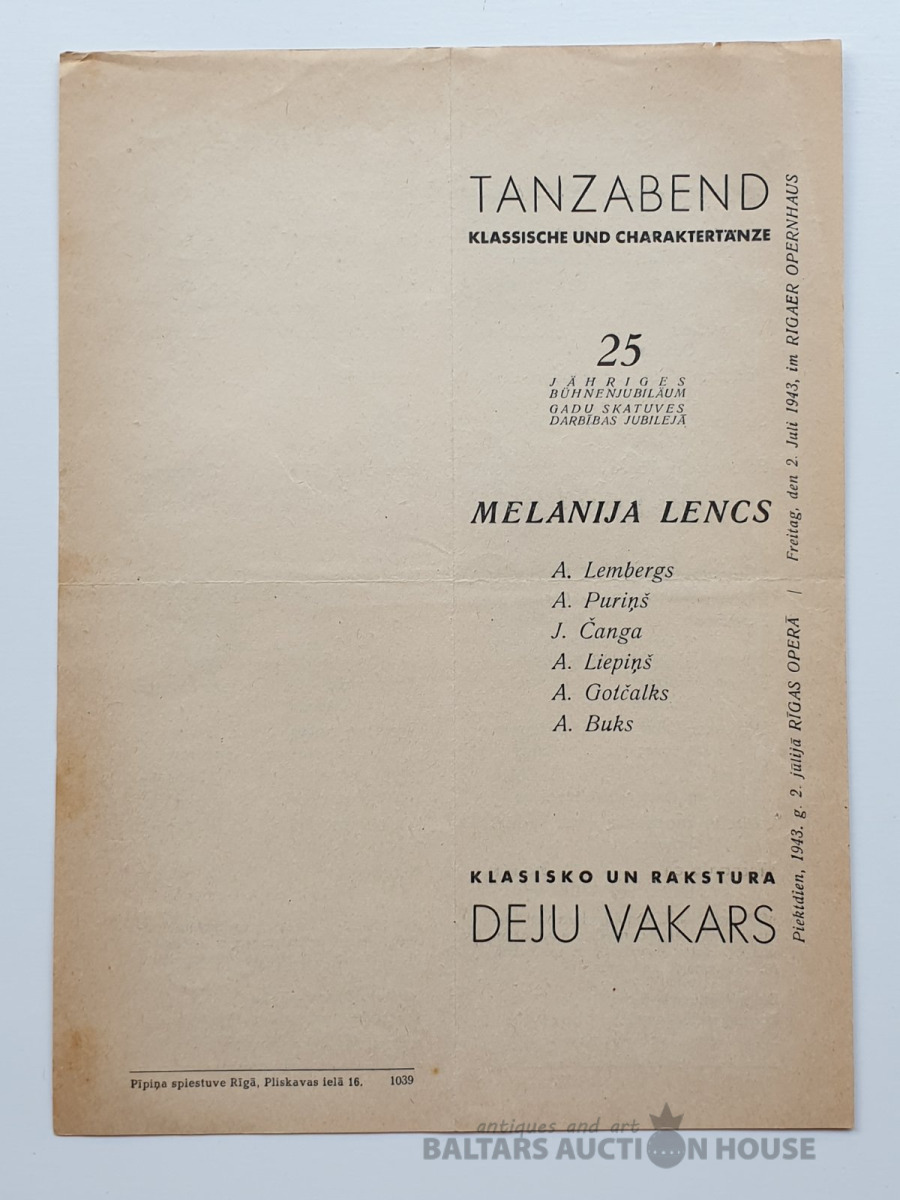 TANZABEND
KLASSISCHE UND CHARAKTERTÄNZE
25
JÄHRIGES
BÜHNENJUBILÄUM
GADU SKATUVES
DARBĪBAS JUBILEJĀ
MELANIJA LENCS
A. Lembergs
A. Puriņš
J. Čanga
A. Liepiņš
A. Gotčalks
A. Buks
KLASISKO UN RAKSTURA
DEJU VAKARS
Piektdien, 1943. g. 2. jūlijā RĪGAS OPERĀ / Freitag, den 2. Juli 1943, im RIGAER OPERNHAUS
Pīpiņa spiestuve Rīgā, Pliskavas ielā 16. 1039
antiques and art
BALTARS AUCTION HOUSE